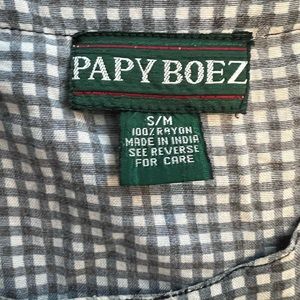 PAPY BOEZ
S/M
100% RAYON
MADE IN INDIA
SEE REVERSE
FOR CARE